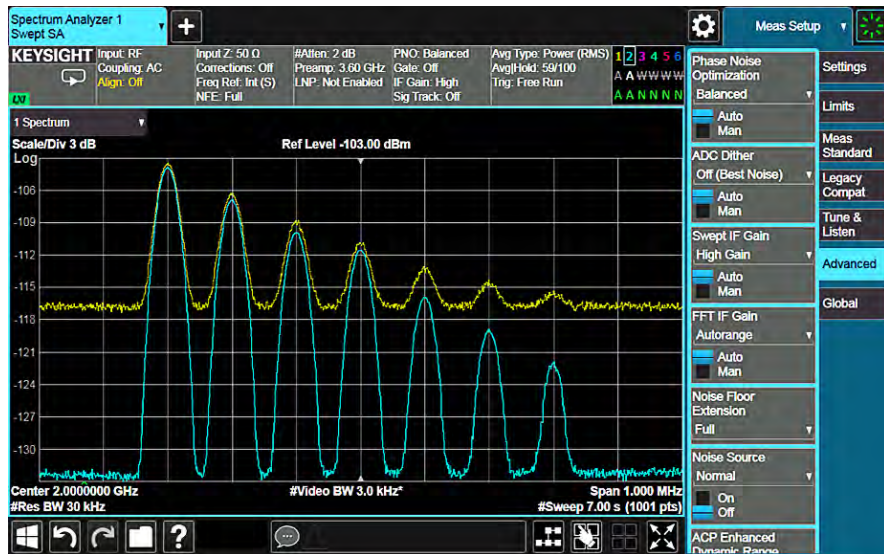 Spectrum Analyzer 1
Swept SA
Meas Setup
KEYSIGHT
Input: RF
Coupling: AC
Align: Off
Input Z: 50 Ω
Corrections: Off
Freq Ref: Int (S)
NFE: Full
#Atten: 2 dB
Preamp: 3.60 GHz
LNP: Not Enabled
PNO: Balanced
Gate: Off
IF Gain: High
Sig Track: Off
Avg Type: Power (RMS)
Avg|Hold: 59/100
Trig: Free Run
1 2 3 4 5 6
A A W W W W
A A N N N N
LXI
1 Spectrum
Scale/Div 3 dB
Ref Level -103.00 dBm
Log
-106
-109
-112
-115
-118
-121
-124
-127
-130
Center 2.0000000 GHz
#Res BW 30 kHz
#Video BW 3.0 kHz*
Span 1.000 MHz
#Sweep 7.00 s (1001 pts)
?
Phase Noise
Optimization
Balanced
Auto
Man
ADC Dither
Off (Best Noise)
Auto
Man
Swept IF Gain
High Gain
Auto
Man
FFT IF Gain
Autorange
Auto
Man
Noise Floor
Extension
Full
Noise Source
Normal
On
Off
ACP Enhanced
Dynamic Range
Settings
Limits
Meas
Standard
Legacy
Compat
Tune &
Listen
Advanced
Global